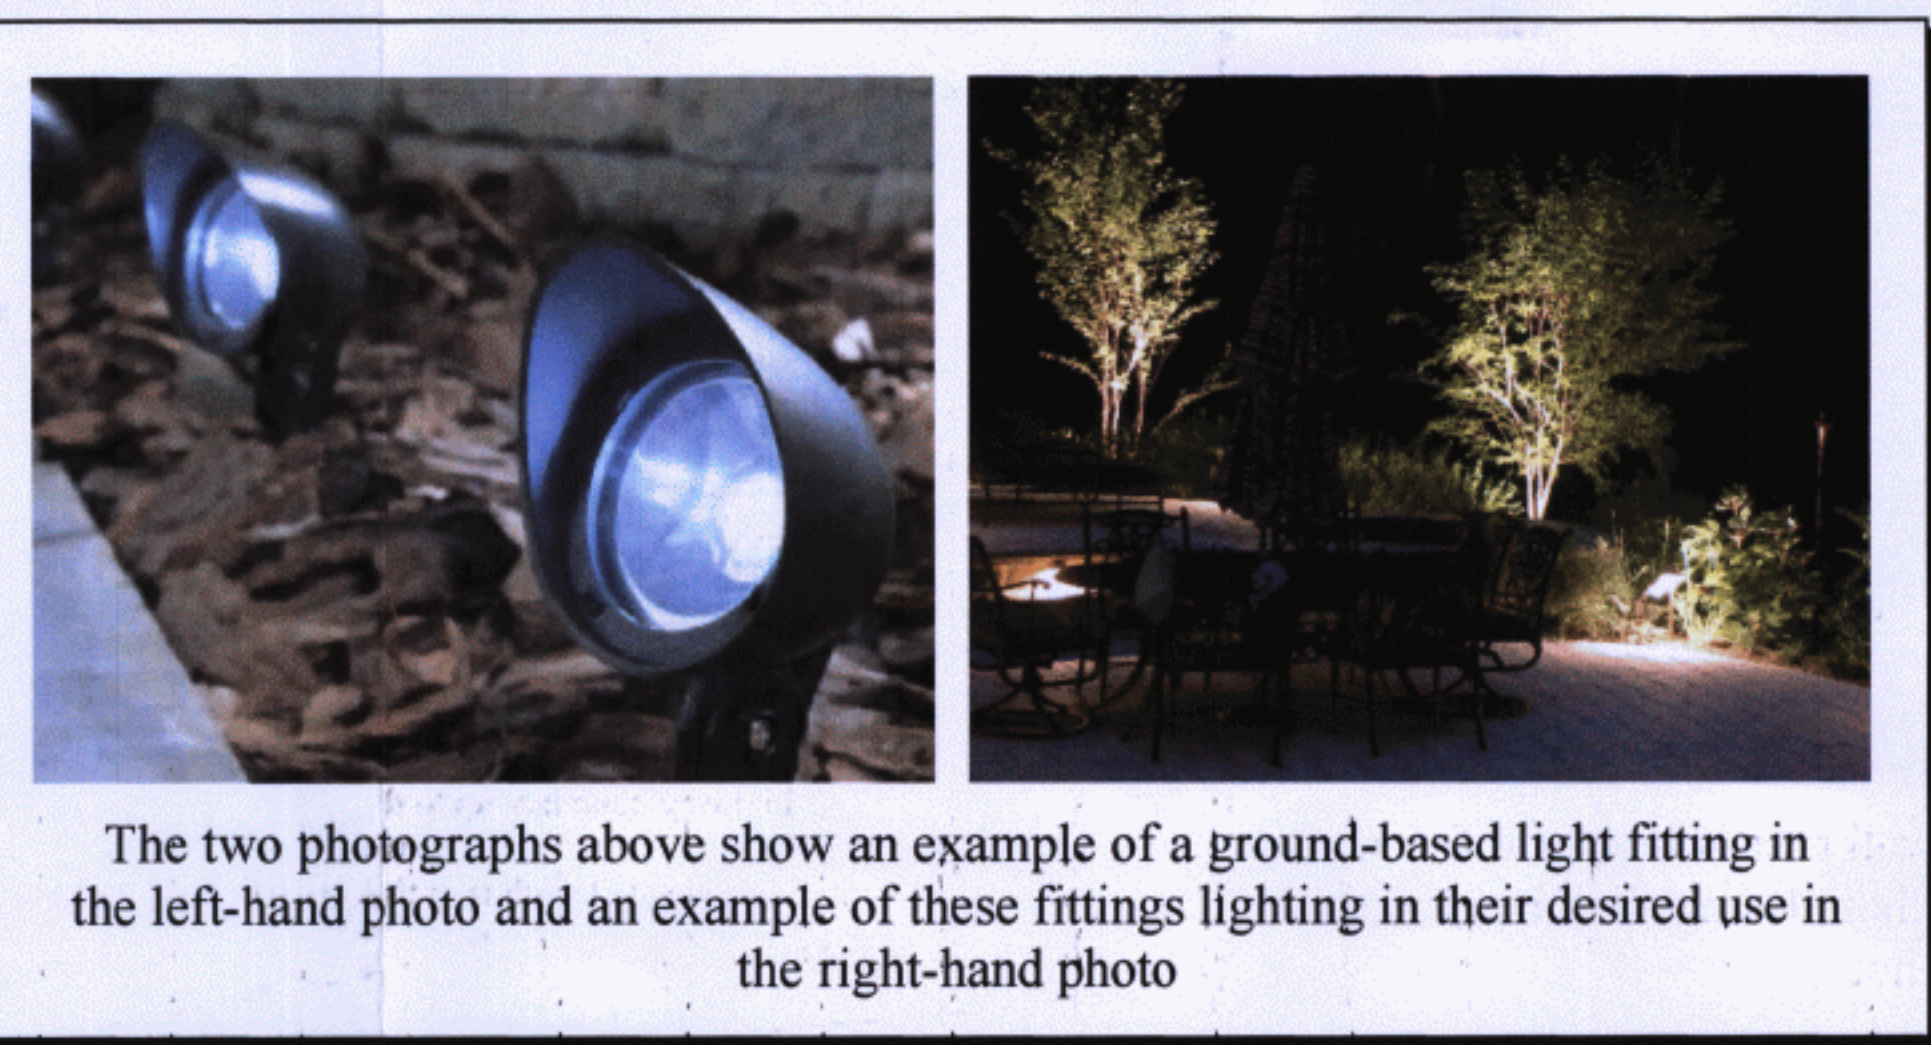 The two photographs above show an example of a ground-based light fitting in
the left-hand photo and an example of these fittings lighting in their desired use in
the right-hand photo